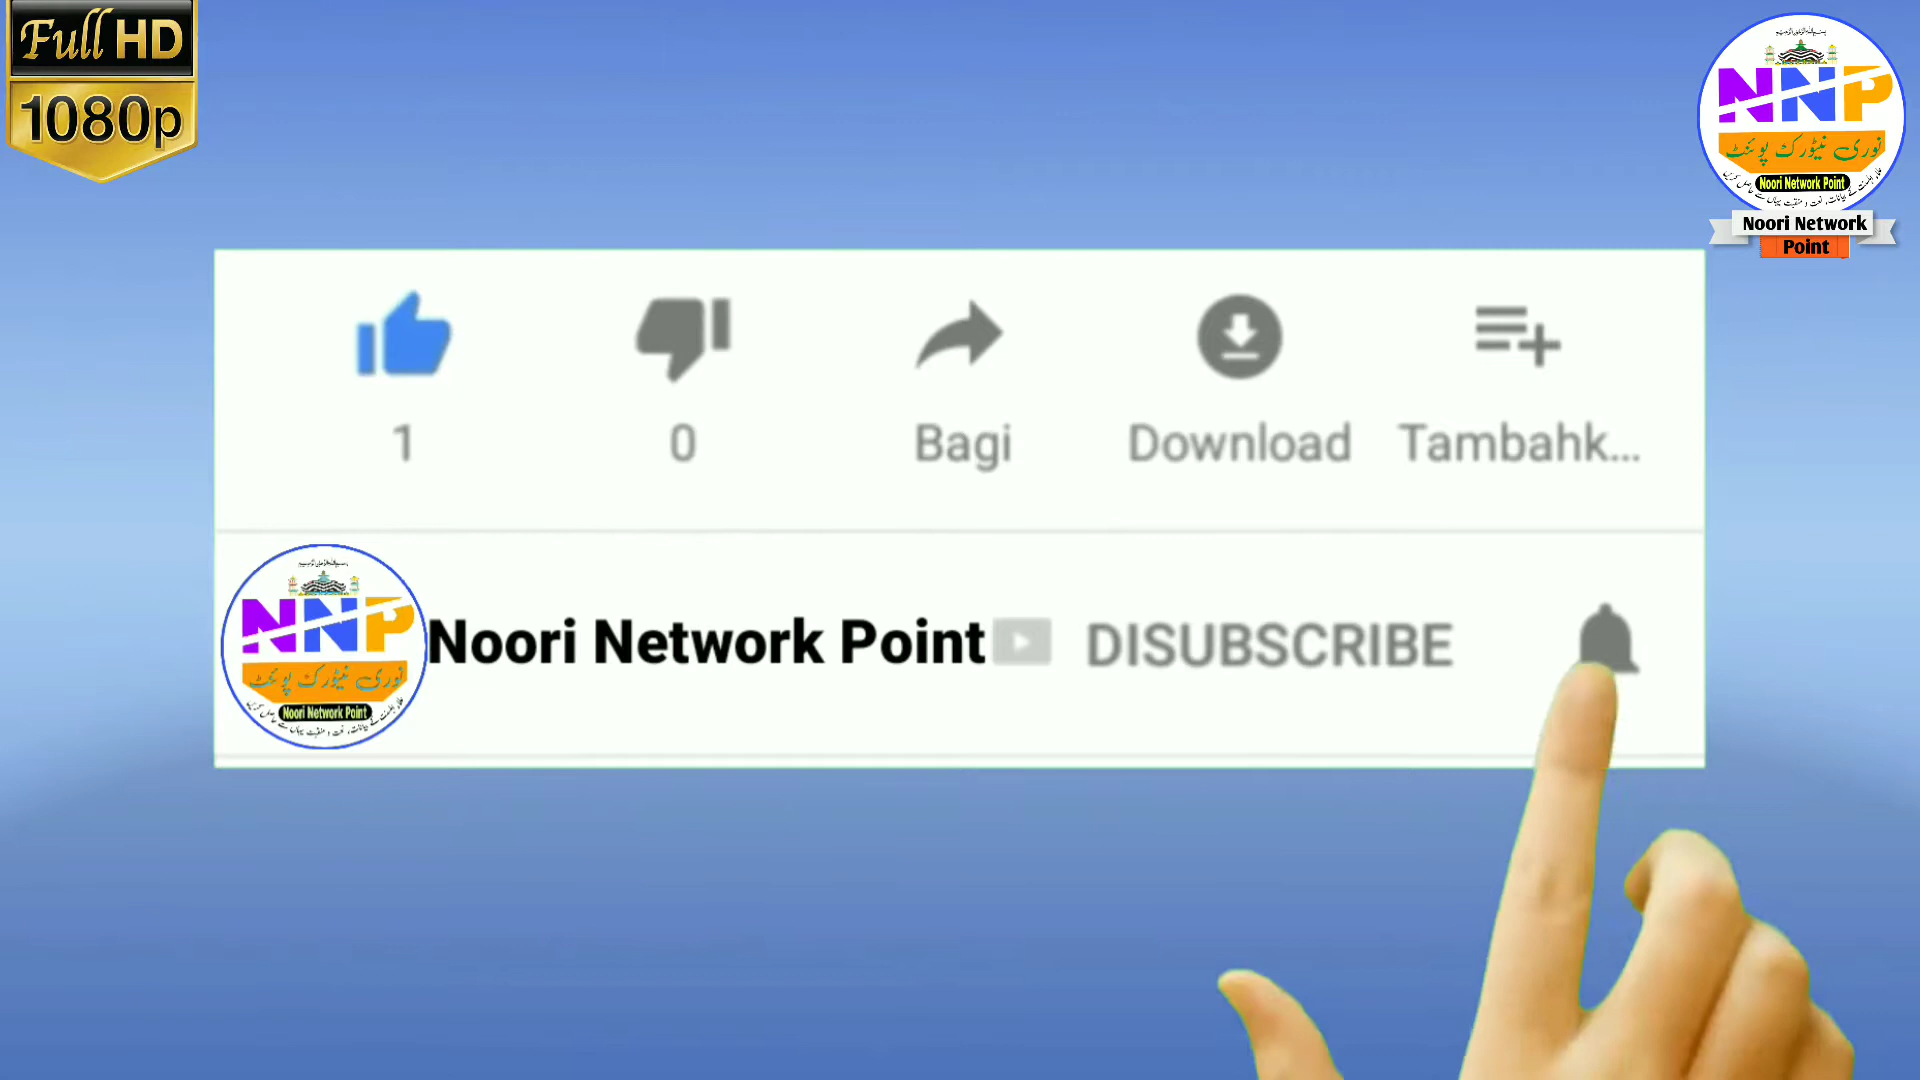 Full HD
1080p
NNP
نوری نیٹورک پوئنٹ
Noori Network Point
Noori Network
Point
1
0
Bagi
Download
Tambahk...
NNP
نوری نیٹورک پوئنٹ
Noori Network Point
Noori Network Point
DISUBSCRIBE